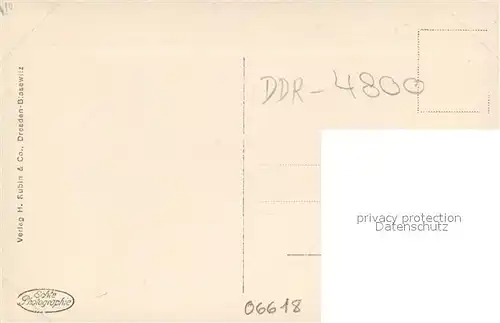 Verlag H. Rubin & Co., Dresden-Blasewitz
DDR - 4800
privacy protection
Datenschutz
Echte
Photographie
06618